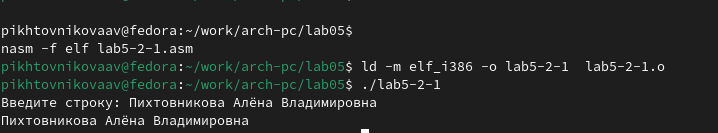 pikhtovnikovaav@fedora:~/work/arch-pc/lab05$
nasm -f elf lab5-2-1.asm
pikhtovnikovaav@fedora:~/work/arch-pc/lab05$ ld -m elf_i386 -o lab5-2-1  lab5-2-1.o
pikhtovnikovaav@fedora:~/work/arch-pc/lab05$ ./lab5-2-1
Введите строку: Пихтовникова Алёна Владимировна
Пихтовникова Алёна Владимировна